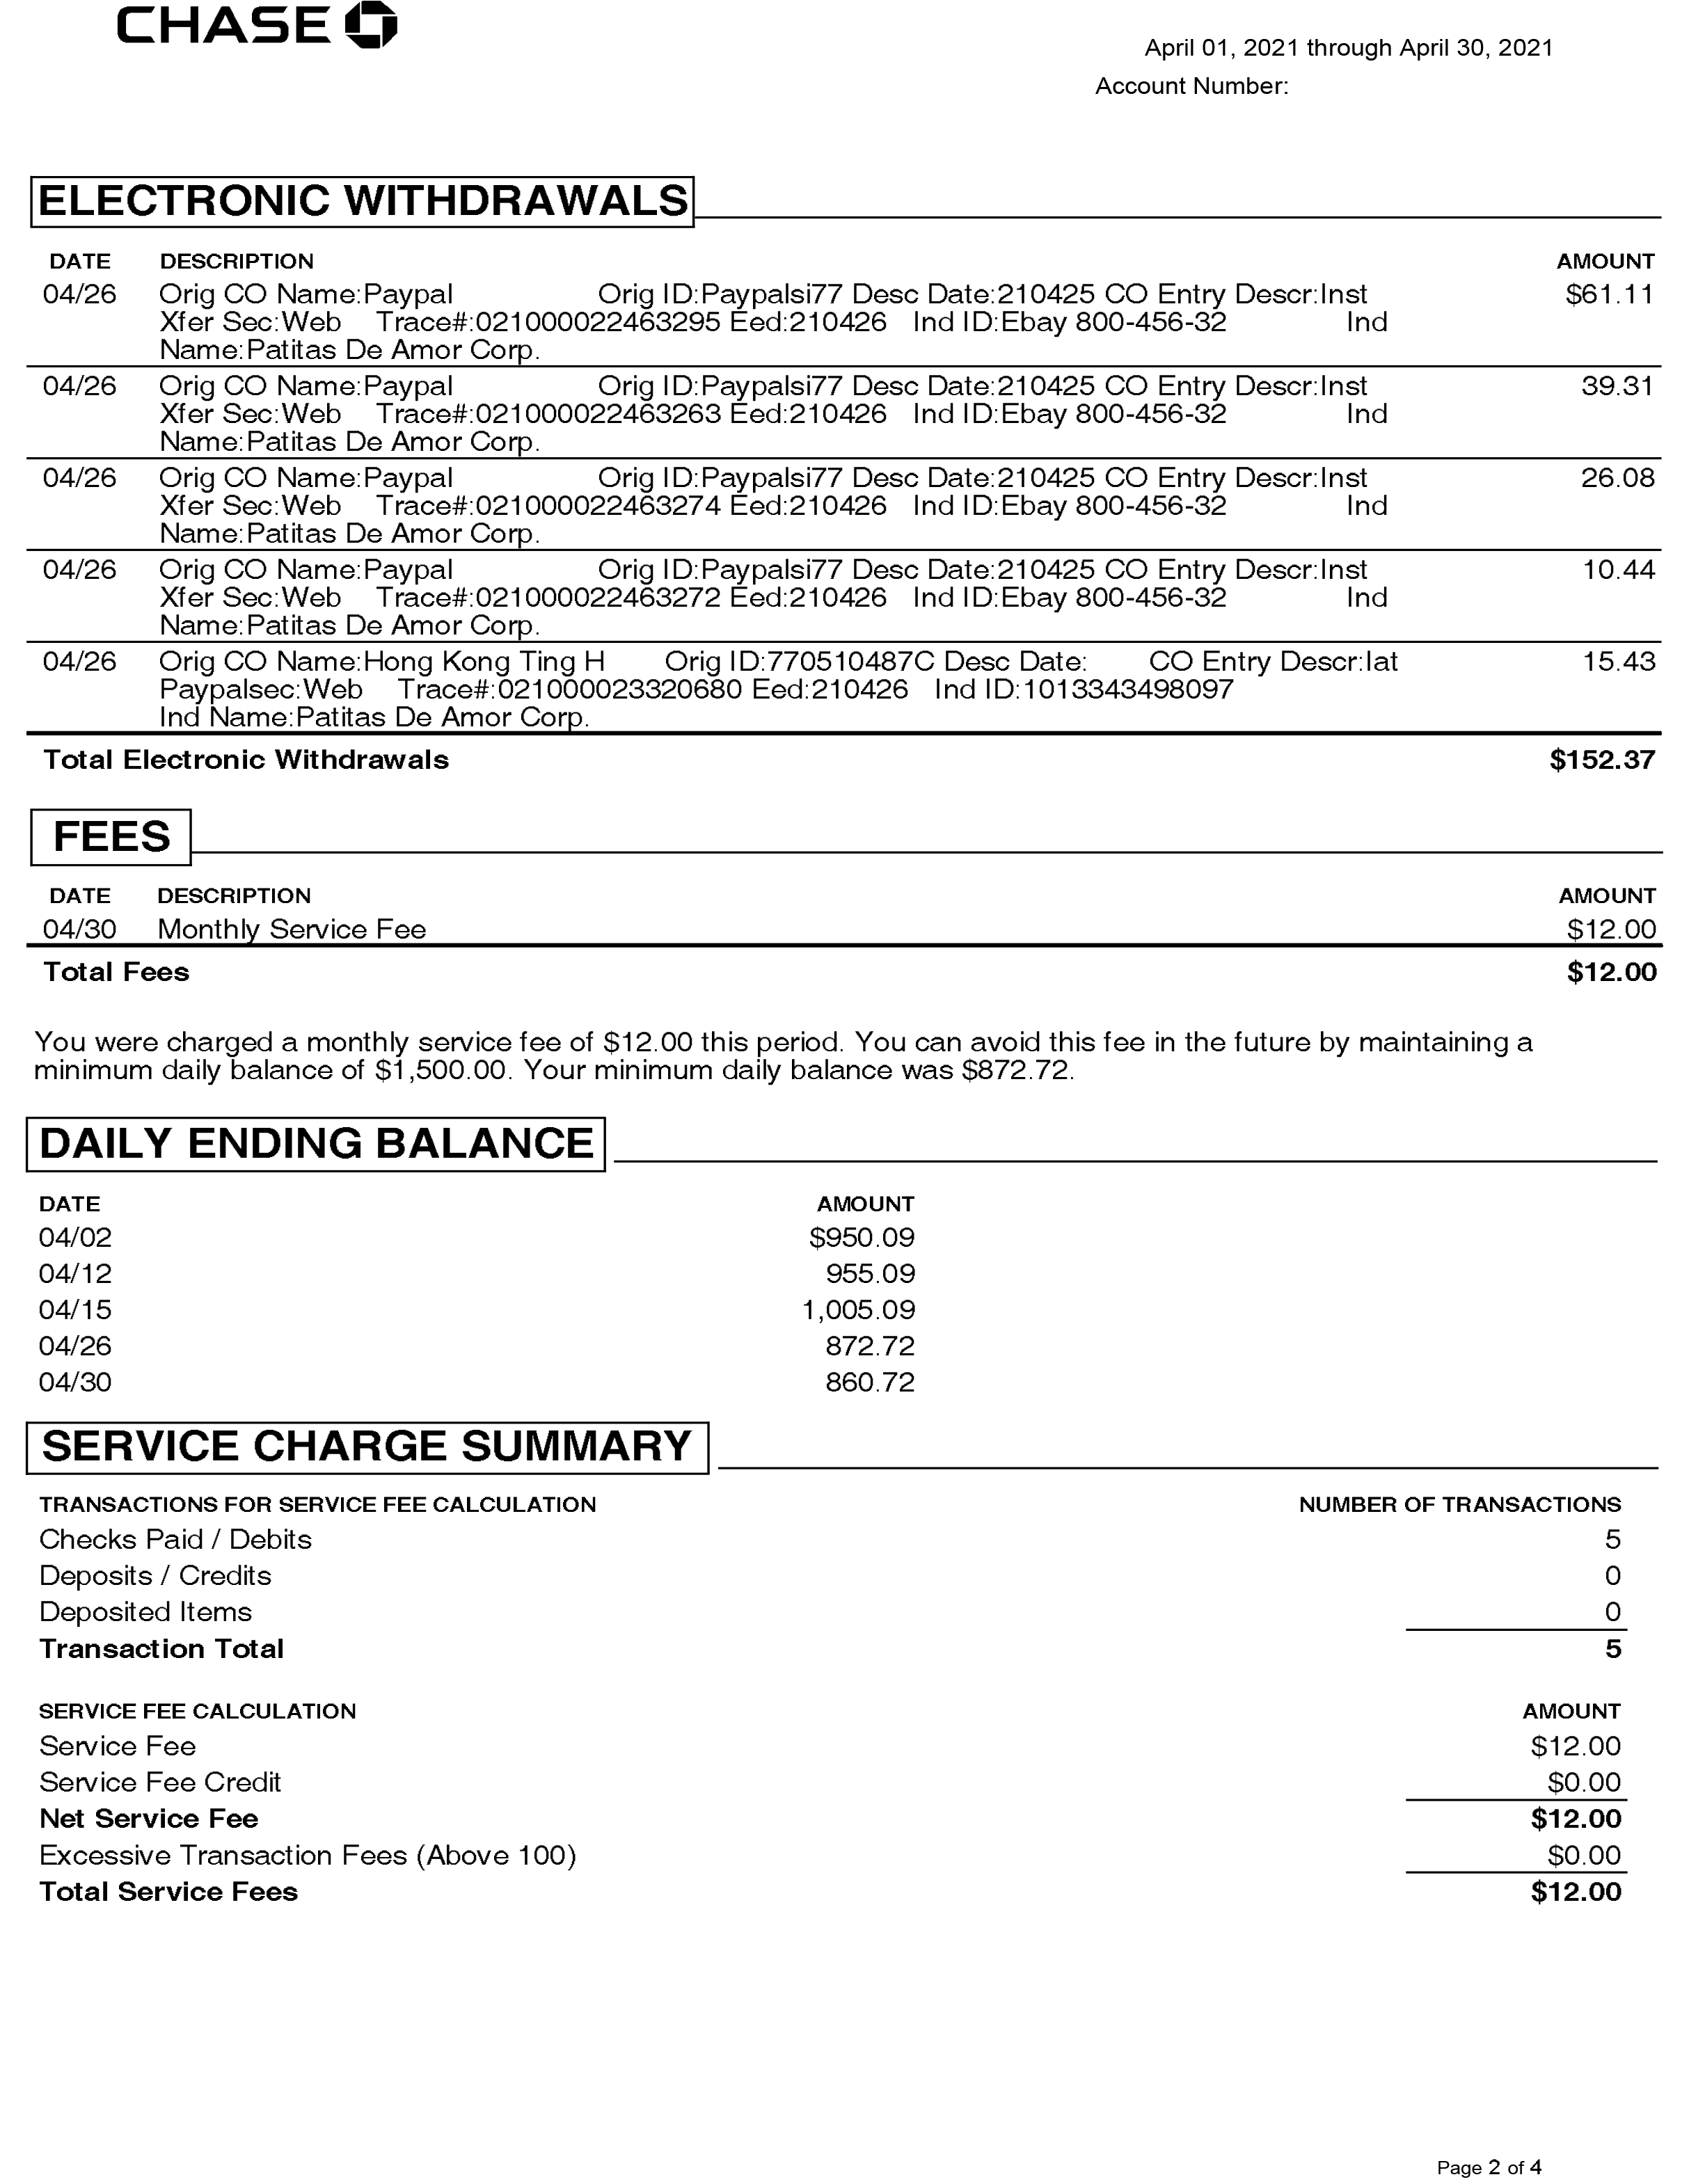 CHASE
April 01, 2021 through April 30, 2021
Account Number:
ELECTRONIC WITHDRAWALS
DATE DESCRIPTION AMOUNT
04/26 Orig CO Name:Paypal Orig ID:Paypalsi77 Desc Date:210425 CO Entry Descr:Inst $61.11
Xfer Sec:Web Trace#:021000022463295 Eed:210426 Ind ID:Ebay 800-456-32 Ind
Name:Patitas De Amor Corp.
04/26 Orig CO Name:Paypal Orig ID:Paypalsi77 Desc Date:210425 CO Entry Descr:Inst 39.31
Xfer Sec:Web Trace#:021000022463263 Eed:210426 Ind ID:Ebay 800-456-32 Ind
Name:Patitas De Amor Corp.
04/26 Orig CO Name:Paypal Orig ID:Paypalsi77 Desc Date:210425 CO Entry Descr:Inst 26.08
Xfer Sec:Web Trace#:021000022463274 Eed:210426 Ind ID:Ebay 800-456-32 Ind
Name:Patitas De Amor Corp.
04/26 Orig CO Name:Paypal Orig ID:Paypalsi77 Desc Date:210425 CO Entry Descr:Inst 10.44
Xfer Sec:Web Trace#:021000022463272 Eed:210426 Ind ID:Ebay 800-456-32 Ind
Name:Patitas De Amor Corp.
04/26 Orig CO Name:Hong Kong Ting H Orig ID:770510487C Desc Date: CO Entry Descr:Iat 15.43
Paypalsec:Web Trace#:021000023320680 Eed:210426 Ind ID:1013343498097
Ind Name:Patitas De Amor Corp.
Total Electronic Withdrawals $152.37
FEES
DATE DESCRIPTION AMOUNT
04/30 Monthly Service Fee $12.00
Total Fees $12.00
You were charged a monthly service fee of $12.00 this period. You can avoid this fee in the future by maintaining a
minimum daily balance of $1,500.00. Your minimum daily balance was $872.72.
DAILY ENDING BALANCE
DATE AMOUNT
04/02 $950.09
04/12 955.09
04/15 1,005.09
04/26 872.72
04/30 860.72
SERVICE CHARGE SUMMARY
TRANSACTIONS FOR SERVICE FEE CALCULATION NUMBER OF TRANSACTIONS
Checks Paid / Debits 5
Deposits / Credits 0
Deposited Items 0
Transaction Total 5
SERVICE FEE CALCULATION AMOUNT
Service Fee $12.00
Service Fee Credit $0.00
Net Service Fee $12.00
Excessive Transaction Fees (Above 100) $0.00
Total Service Fees $12.00
Page 2 of 4